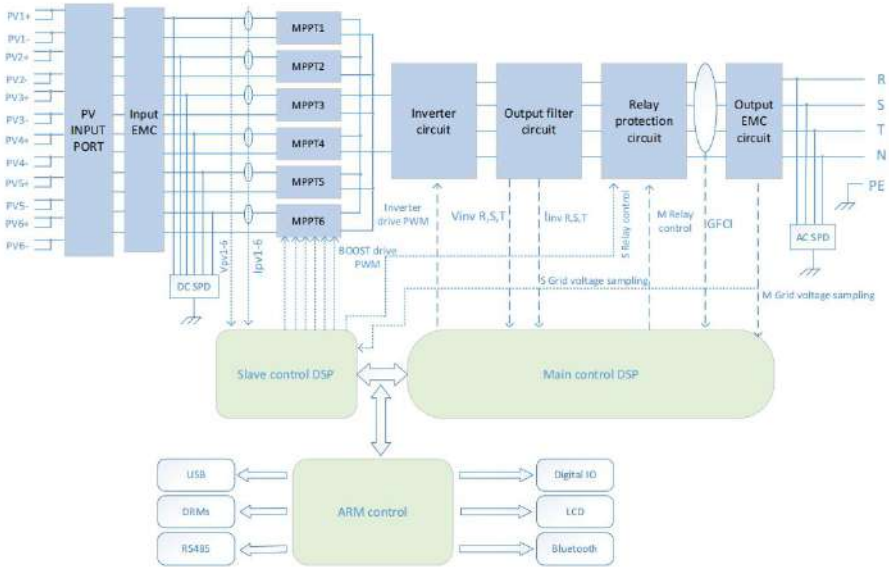 PV1+
PV1-
PV2+
PV2-
PV3+
PV3-
PV4+
PV4-
PV5+
PV5-
PV6+
PV6-
PV
INPUT
PORT
Input
EMC
MPPT1
MPPT2
MPPT3
MPPT4
MPPT5
MPPT6
Inverter
circuit
Output filter
circuit
Relay
protection
circuit
Output
EMC
circuit
R
S
T
N
PE
AC SPD
DC SPD
Vpv1-6
Ipv1-6
BOOST drive
PWM
Inverter
drive PWM
Vinv R,S,T
Iinv R,S,T
S Relay control
M Relay
control
IGFCI
S Grid voltage sampling
M Grid voltage sampling
Slave control DSP
Main control DSP
ARM control
USB
DRMs
RS485
Digital IO
LCD
Bluetooth